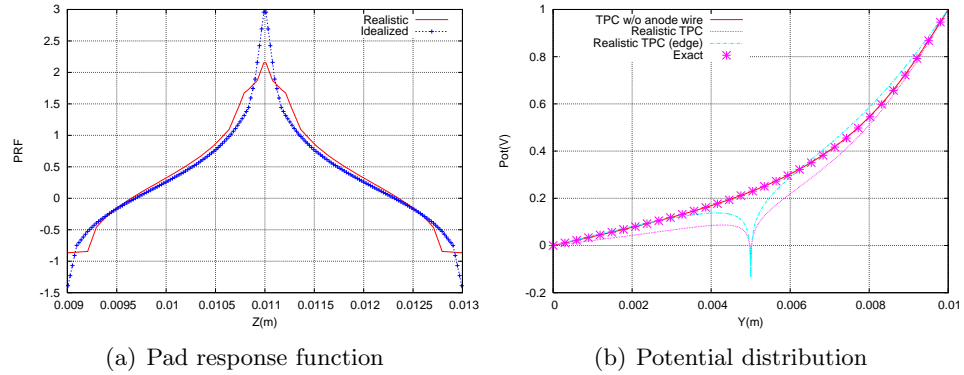 3
2.5
2
1.5
1
0.5
0
-0.5
-1
-1.5
PRF
0.009 0.0095 0.01 0.0105 0.011 0.0115 0.012 0.0125 0.013
Z(m)
Realistic
Idealized
(a) Pad response function
1
0.8
0.6
0.4
0.2
0
-0.2
Pot(V)
0 0.002 0.004 0.006 0.008 0.01
Y(m)
TPC w/o anode wire
Realistic TPC
Realistic TPC (edge)
Exact
(b) Potential distribution